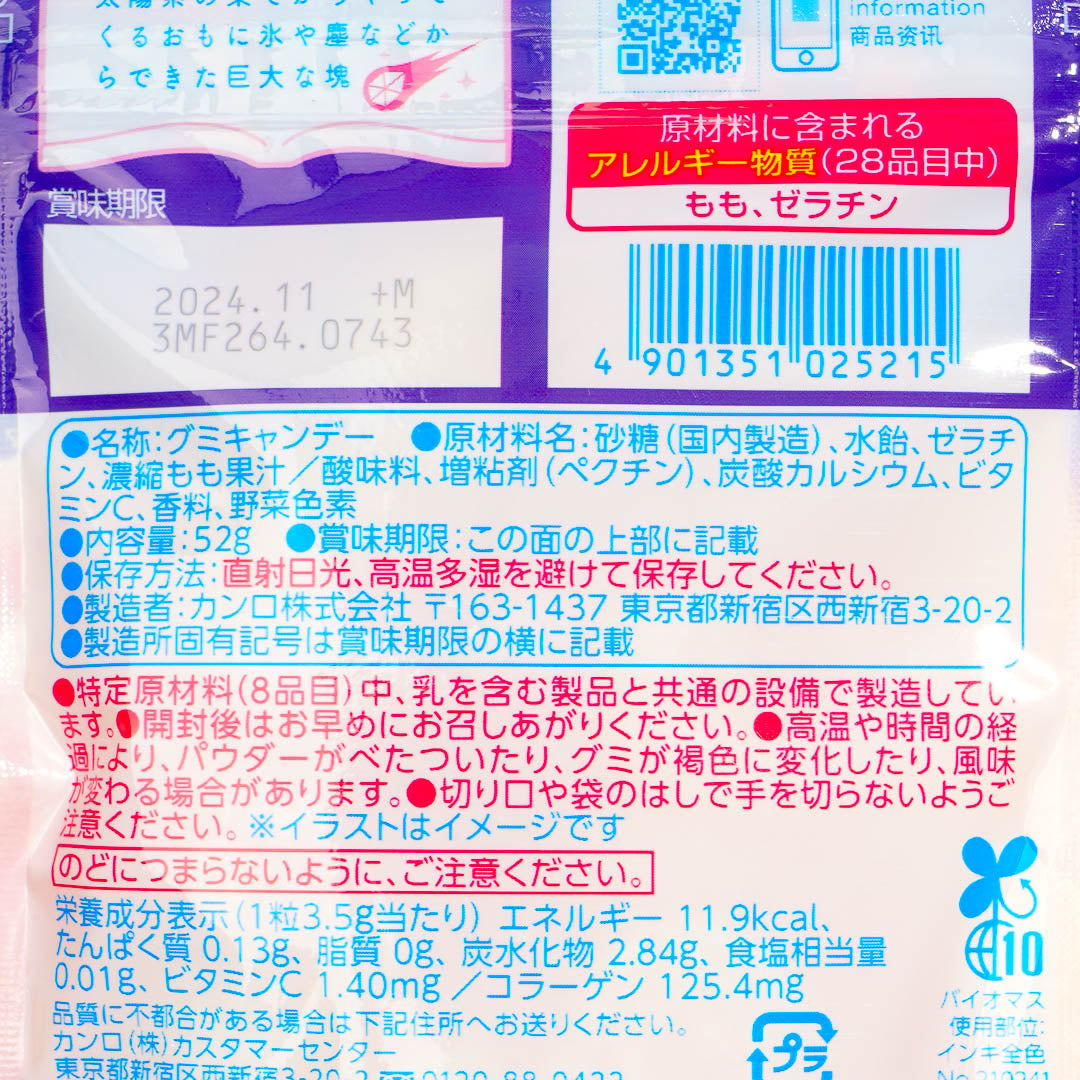 くるおもに氷や塵などか
らできた巨大な塊
information
商品资讯
原材料に含まれる
アレルギー物質(28品目中)
もも、ゼラチン
賞味期限
2024.11 +M
3MF264.0743
4 901351 025215
●名称:グミキャンデー ●原材料名:砂糖(国内製造)、水飴、ゼラチ
ン、濃縮もも果汁/酸味料、増粘剤(ペクチン)、炭酸カルシウム、ビタ
ミンC、香料、野菜色素
●内容量:52g ●賞味期限:この面の上部に記載
●保存方法:直射日光、高温多湿を避けて保存してください。
●製造者:カンロ株式会社 〒163-1437 東京都新宿区西新宿3-20-2
●製造所固有記号は賞味期限の横に記載
●特定原材料(8品目)中、乳を含む製品と共通の設備で製造してい
ます。●開封後はお早めにお召しあがりください。●高温や時間の経
過により、パウダーがべたついたり、グミが褐色に変化したり、風味
が変わる場合があります。●切り口や袋のはしで手を切らないようご
注意ください。※イラストはイメージです
のどにつまらないように、ご注意ください。
栄養成分表示(1粒3.5g当たり) エネルギー 11.9kcal、
たんぱく質 0.13g、脂質 0g、炭水化物 2.84g、食塩相当量
0.01g、ビタミンC 1.40mg/コラーゲン 125.4mg
品質に不都合がある場合は下記住所へお送りください。
カンロ(株)カスタマーセンター
東京都新宿区西新宿3-20-2
10
バイオマス
使用部位:
インキ全色
No.210241
プラ